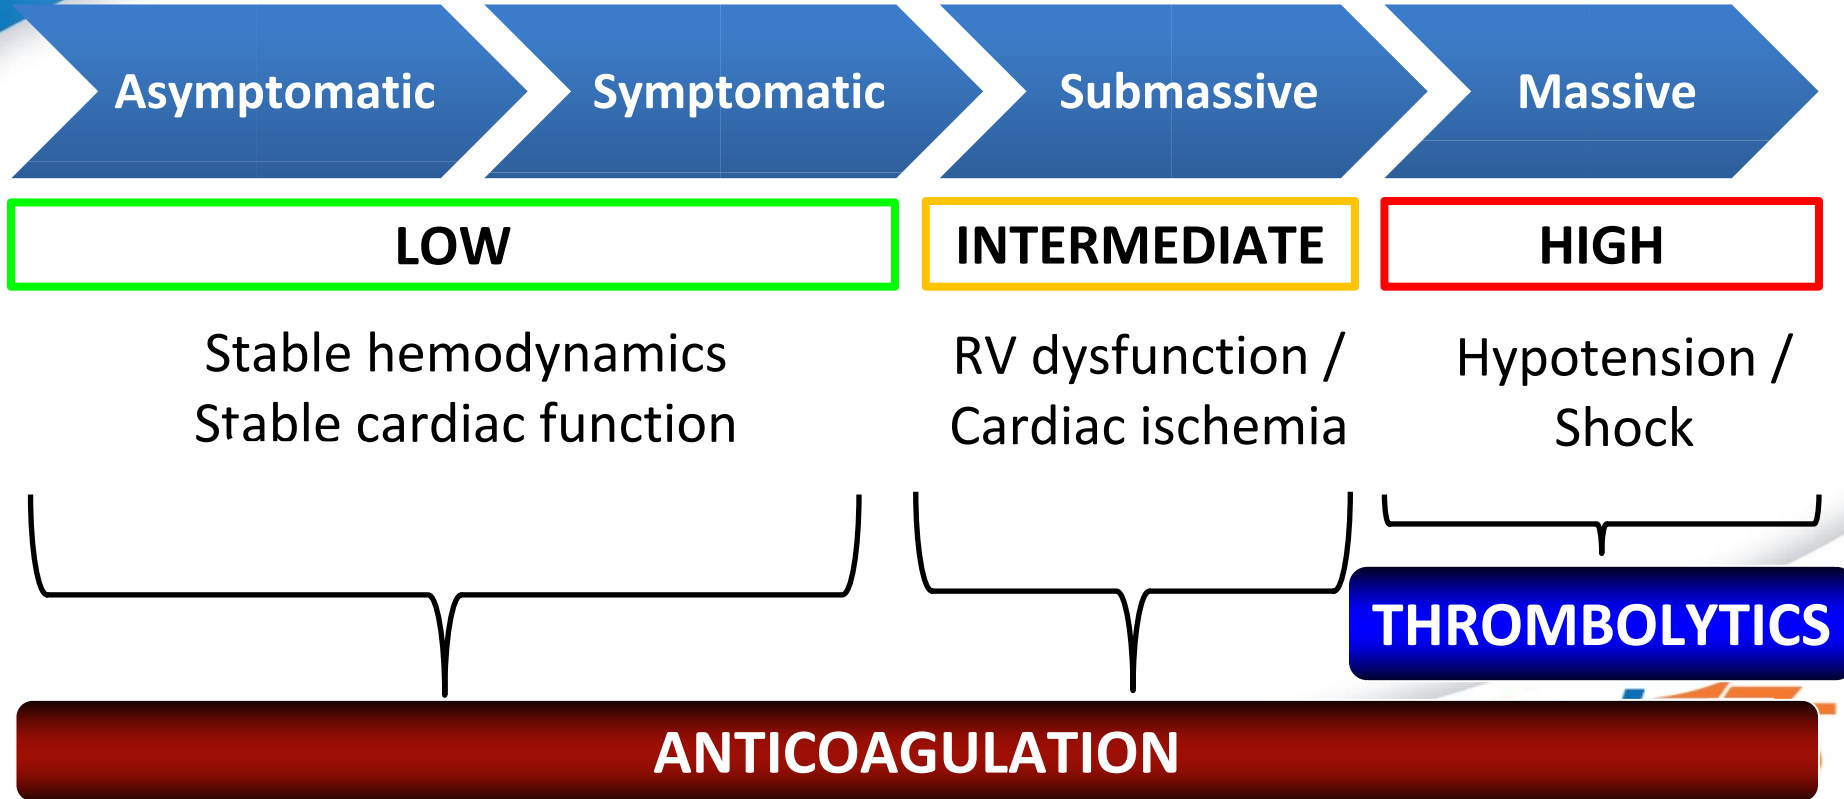 Asymptomatic
Symptomatic
Submassive
Massive
LOW
INTERMEDIATE
HIGH
Stable hemodynamics
Stable cardiac function
RV dysfunction /
Cardiac ischemia
Hypotension /
Shock
THROMBOLYTICS
ANTICOAGULATION